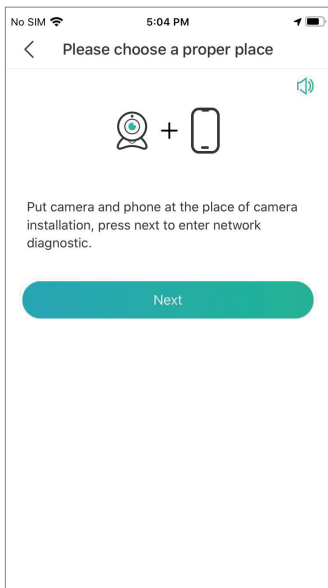 No SIM 5:04 PM
Please choose a proper place
+
Put camera and phone at the place of camera
installation, press next to enter network
diagnostic.
Next